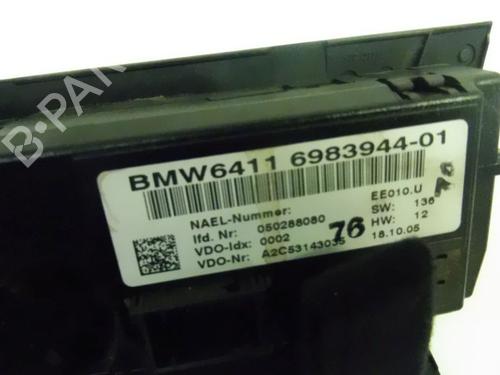 B-PARTS
BMW6411 6983944-01
NAEL-Nummer:
lfd. Nr: 050288080
VDO-Idx: 0002
VDO-Nr: A2C53143035
76
EE010.U
SW: 136
HW: 12
18.10.05